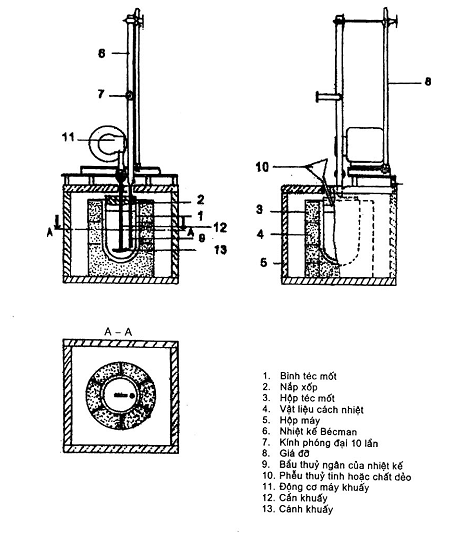 6
7
11
2
1
A
A
12
9
13
8
10
3
4
5
A – A
1. Bình téc mốt
2. Nắp xốp
3. Hộp téc mốt
4. Vật liệu cách nhiệt
5. Hộp máy
6. Nhiệt kế Bécman
7. Kính phóng đại 10 lần
8. Giá đỡ
9. Bầu thuỷ ngân của nhiệt kế
10. Phễu thuỷ tinh hoặc chất dẻo
11. Động cơ máy khuấy
12. Cần khuấy
13. Cánh khuấy